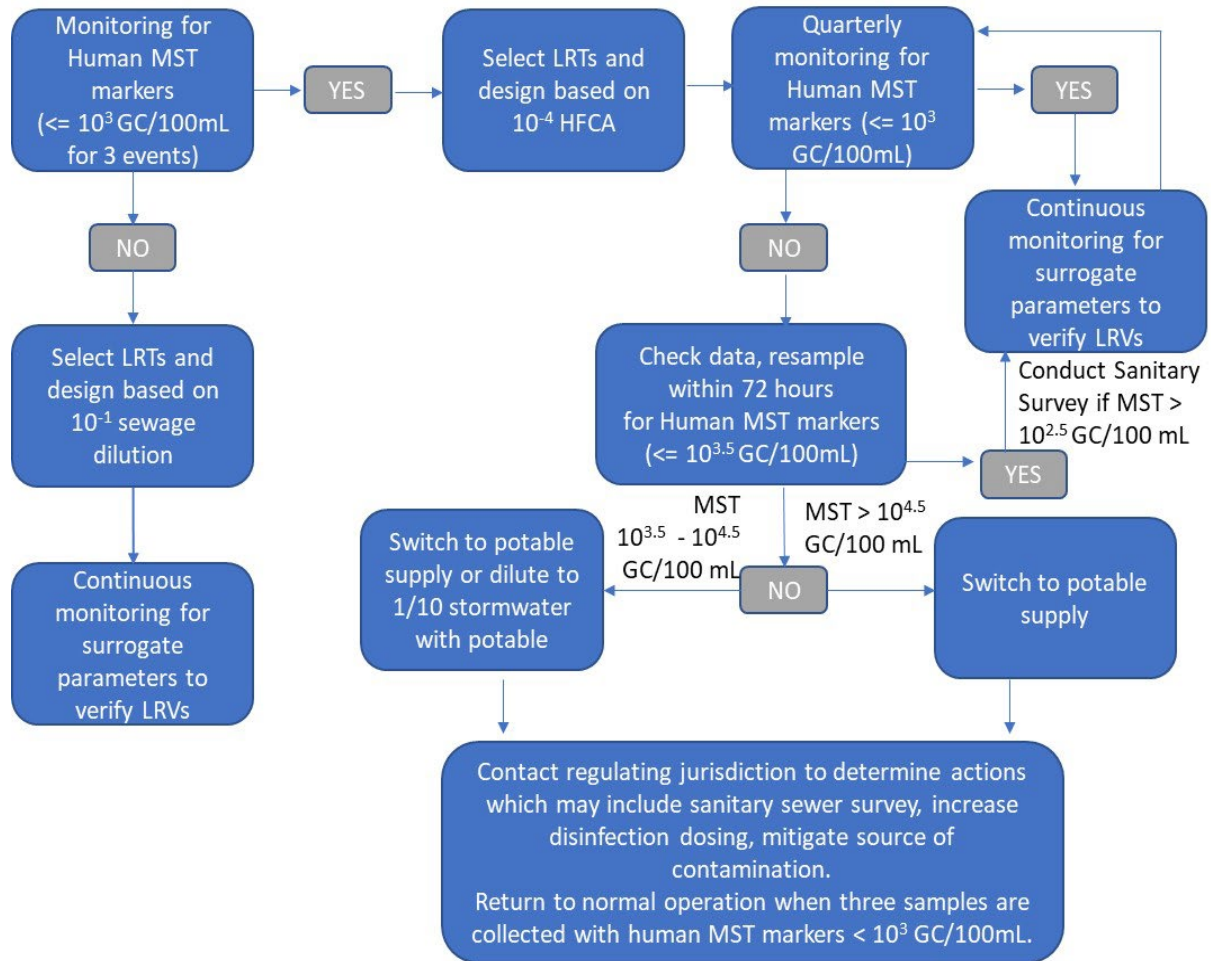 Monitoring for
Human MST
markers
(<= 10³ GC/100mL
for 3 events)
YES
Select LRTs and
design based on
10⁻⁴ HFCA
Quarterly
monitoring for
Human MST
markers (<= 10³
GC/100mL)
YES
NO
NO
Continuous
monitoring for
surrogate
parameters to
verify LRVs
Select LRTs and
design based on
10⁻¹ sewage
dilution
Check data, resample
within 72 hours
for Human MST markers
(<= 10³·⁵ GC/100mL)
Conduct Sanitary
Survey if MST >
10²·⁵ GC/100 mL
YES
MST
10³·⁵ - 10⁴·⁵
GC/100 mL
MST > 10⁴·⁵
GC/100 mL
NO
Switch to potable
supply or dilute to
1/10 stormwater
with potable
Switch to potable
supply
Continuous
monitoring for
surrogate
parameters to
verify LRVs
Contact regulating jurisdiction to determine actions
which may include sanitary sewer survey, increase
disinfection dosing, mitigate source of
contamination.
Return to normal operation when three samples are
collected with human MST markers < 10³ GC/100mL.